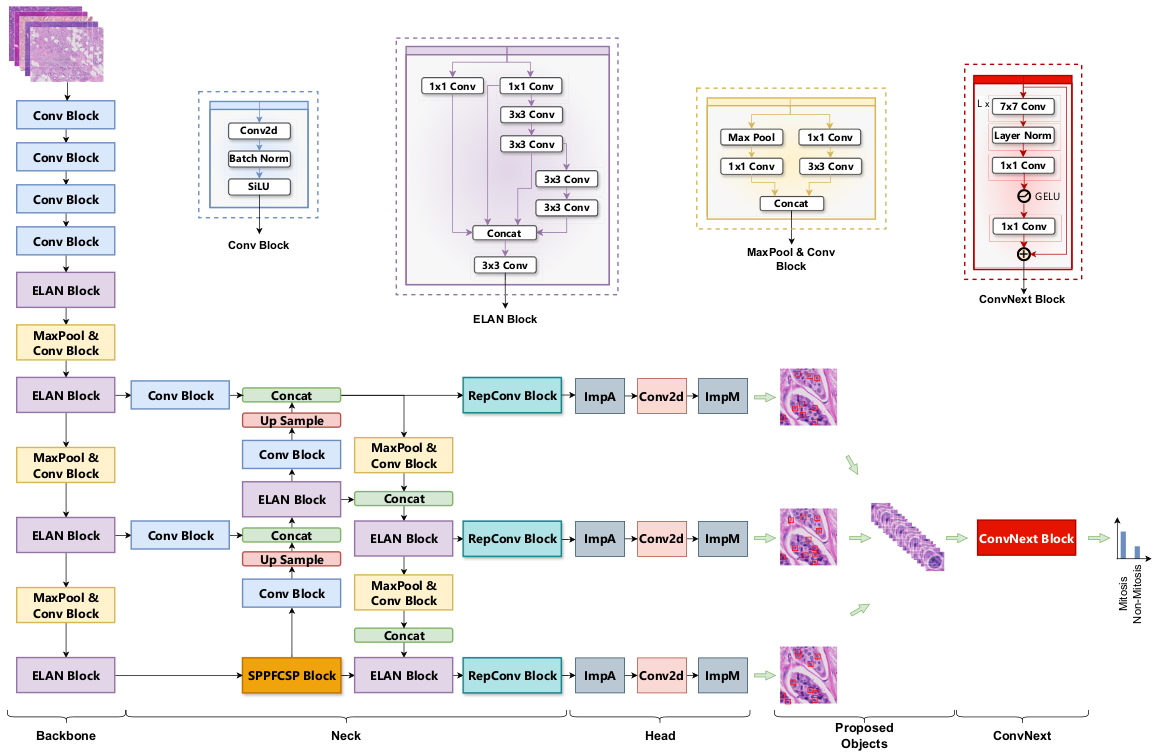 Conv Block
Conv Block
Conv Block
Conv Block
ELAN Block
MaxPool &
Conv Block
ELAN Block
MaxPool &
Conv Block
ELAN Block
MaxPool &
Conv Block
ELAN Block
Conv2d
Batch Norm
SiLU
Conv Block
1x1 Conv
1x1 Conv
3x3 Conv
3x3 Conv
3x3 Conv
3x3 Conv
Concat
3x3 Conv
ELAN Block
Max Pool
1x1 Conv
1x1 Conv
3x3 Conv
Concat
MaxPool & Conv
Block
L x
7x7 Conv
Layer Norm
1x1 Conv
GELU
1x1 Conv
ConvNext Block
Conv Block
Concat
Up Sample
Conv Block
ELAN Block
Conv Block
Concat
Up Sample
Conv Block
SPPFCSP Block
MaxPool &
Conv Block
Concat
ELAN Block
MaxPool &
Conv Block
Concat
ELAN Block
RepConv Block
ImpA
Conv2d
ImpM
RepConv Block
ImpA
Conv2d
ImpM
RepConv Block
ImpA
Conv2d
ImpM
ConvNext Block
Mitosis
Non-Mitosis
Backbone
Neck
Head
Proposed
Objects
ConvNext